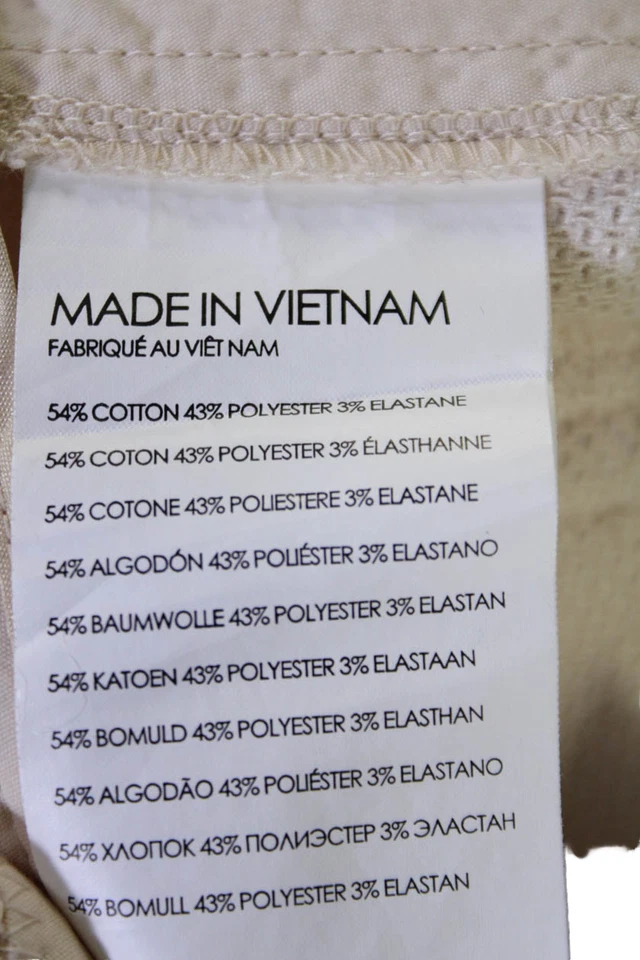 MADE IN VIETNAM
FABRIQUÉ AU VIÊT NAM
54% COTTON 43% POLYESTER 3% ELASTANE
54% COTON 43% POLYESTER 3% ÉLASTHANNE
54% COTONE 43% POLIESTERE 3% ELASTANE
54% ALGODÓN 43% POLIÉSTER 3% ELASTANO
54% BAUMWOLLE 43% POLYESTER 3% ELASTAN
54% KATOEN 43% POLYESTER 3% ELASTAAN
54% BOMULD 43% POLYESTER 3% ELASTHAN
54% ALGODÃO 43% POLIÉSTER 3% ELASTANO
54% ХЛОПОК 43% ПОЛИЭСТЕР 3% ЭЛАСТАН
54% BOMULL 43% POLYESTER 3% ELASTAN